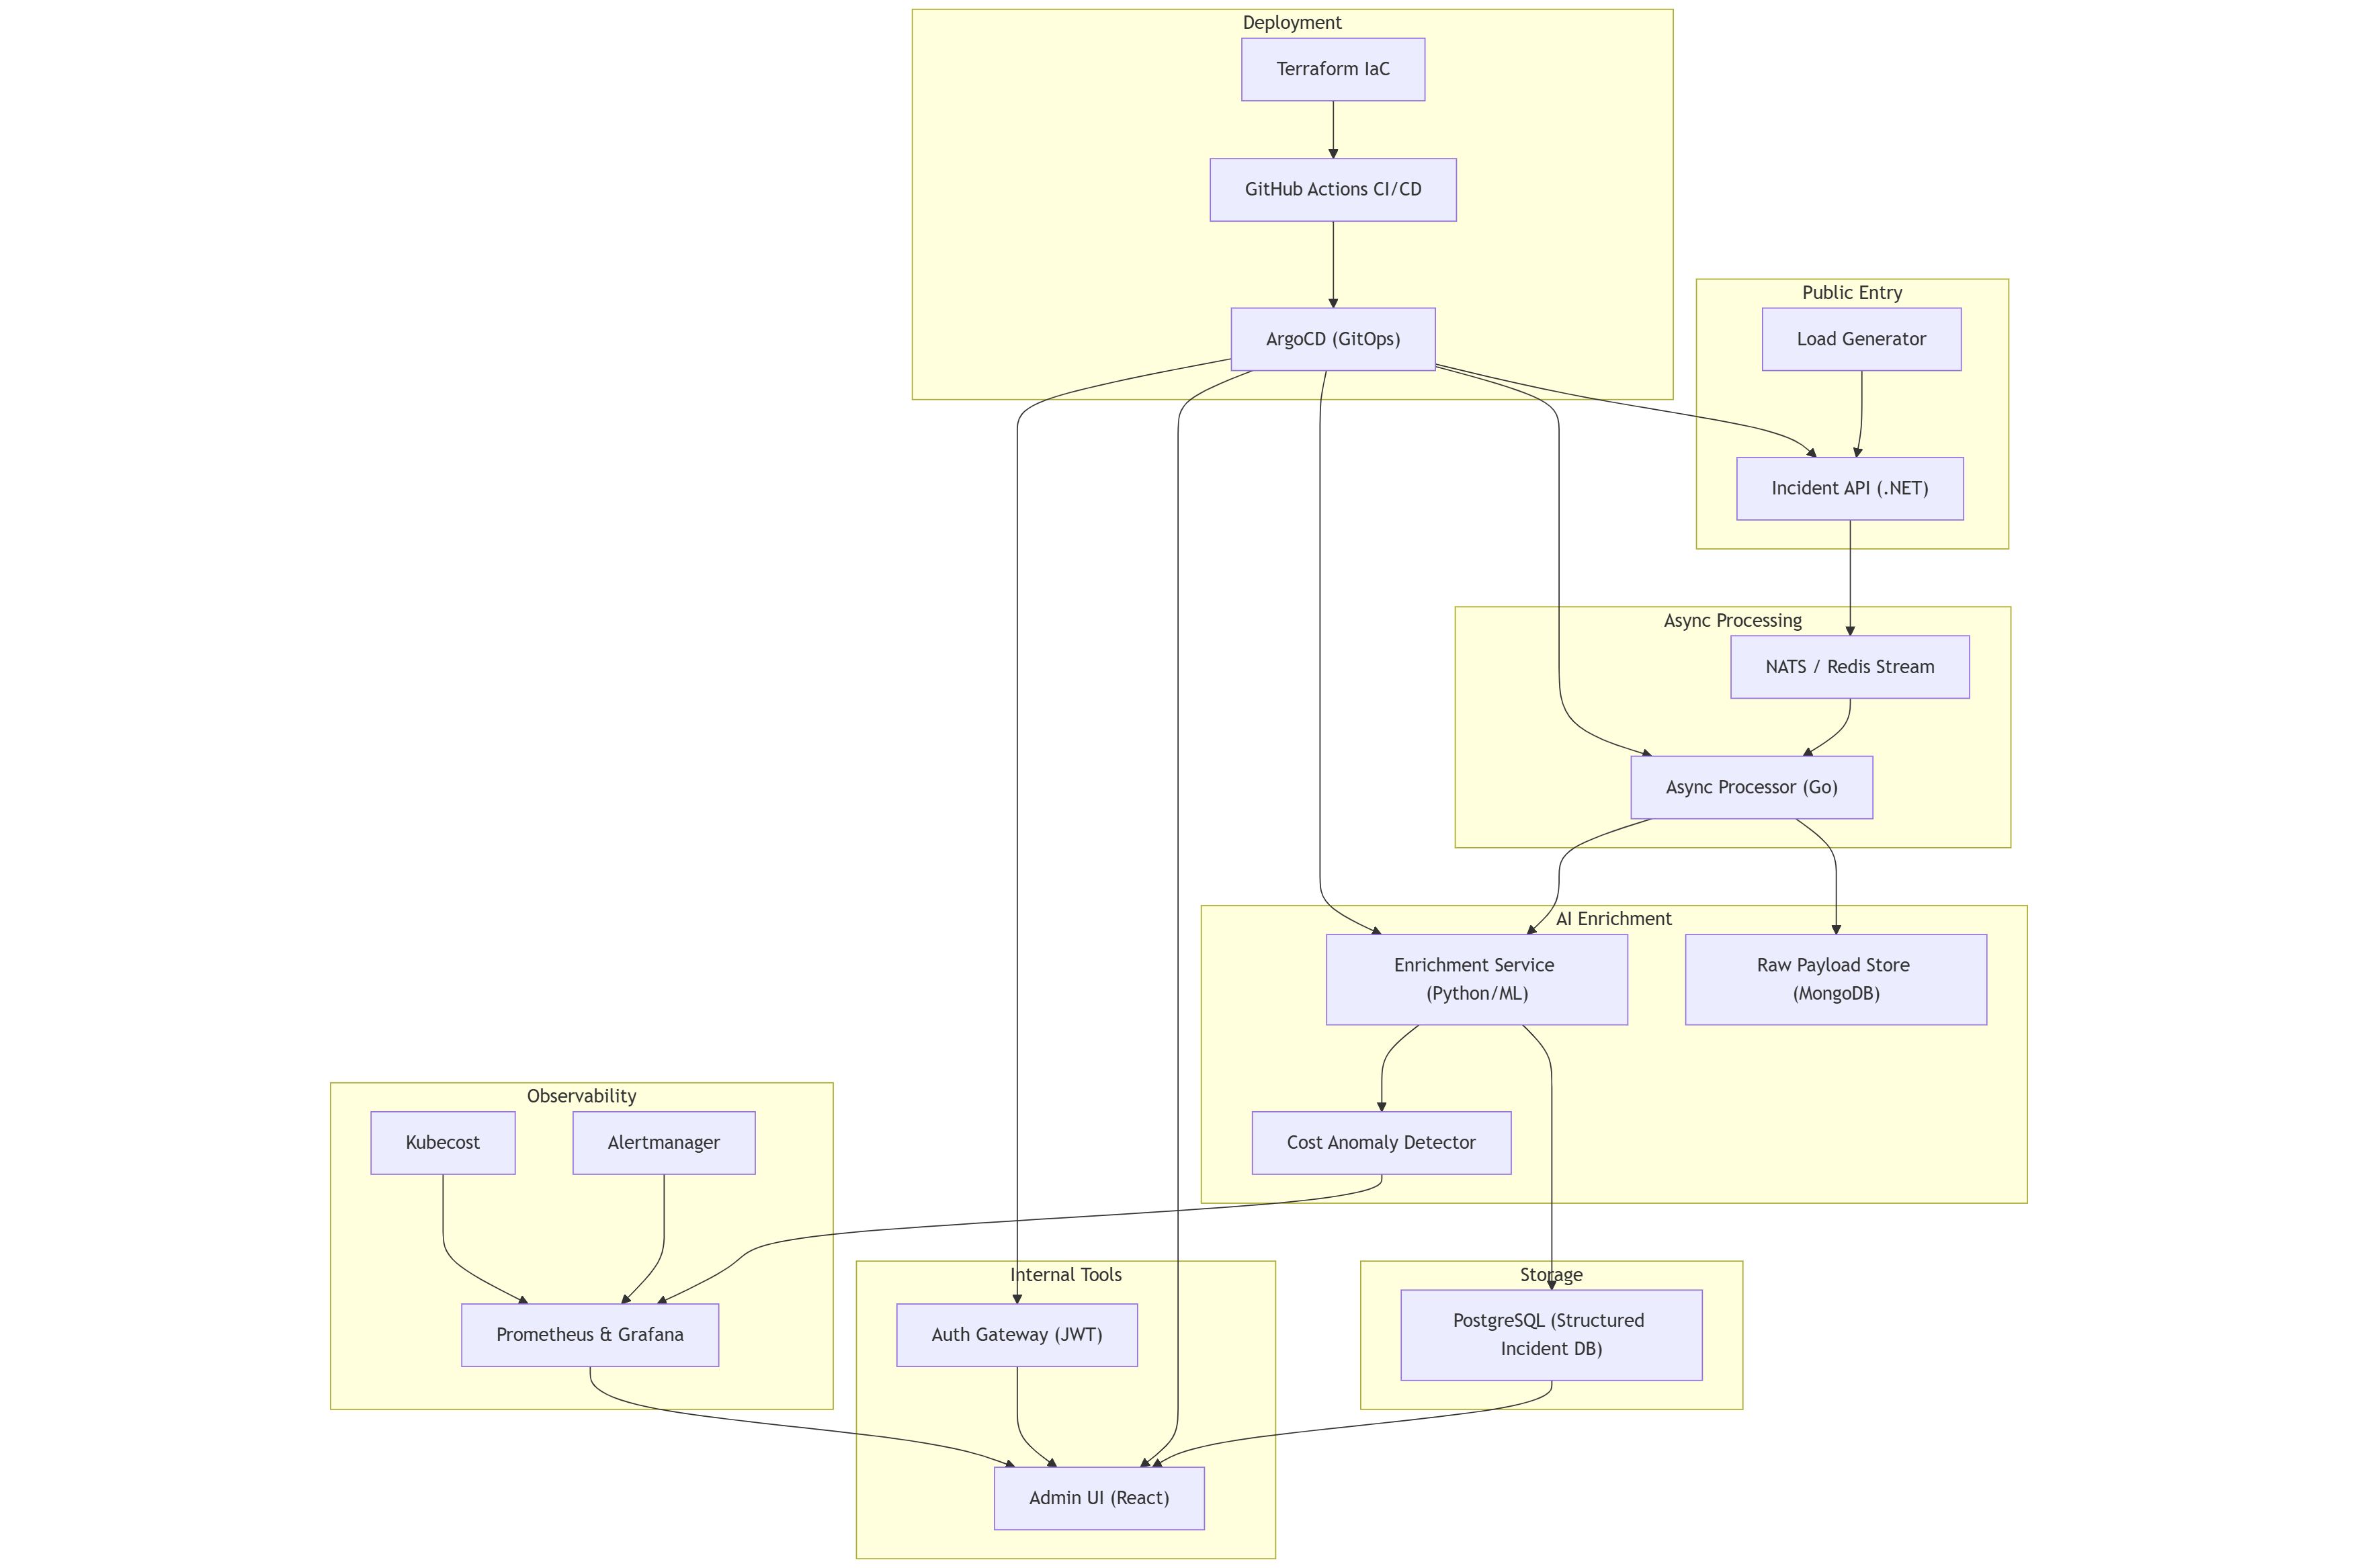 Deployment
Terraform IaC
GitHub Actions CI/CD
ArgoCD (GitOps)
Public Entry
Load Generator
Incident API (.NET)
Async Processing
NATS / Redis Stream
Async Processor (Go)
AI Enrichment
Enrichment Service
(Python/ML)
Raw Payload Store
(MongoDB)
Cost Anomaly Detector
Observability
Kubecost
Alertmanager
Prometheus & Grafana
Internal Tools
Auth Gateway (JWT)
Admin UI (React)
Storage
PostgreSQL (Structured
Incident DB)